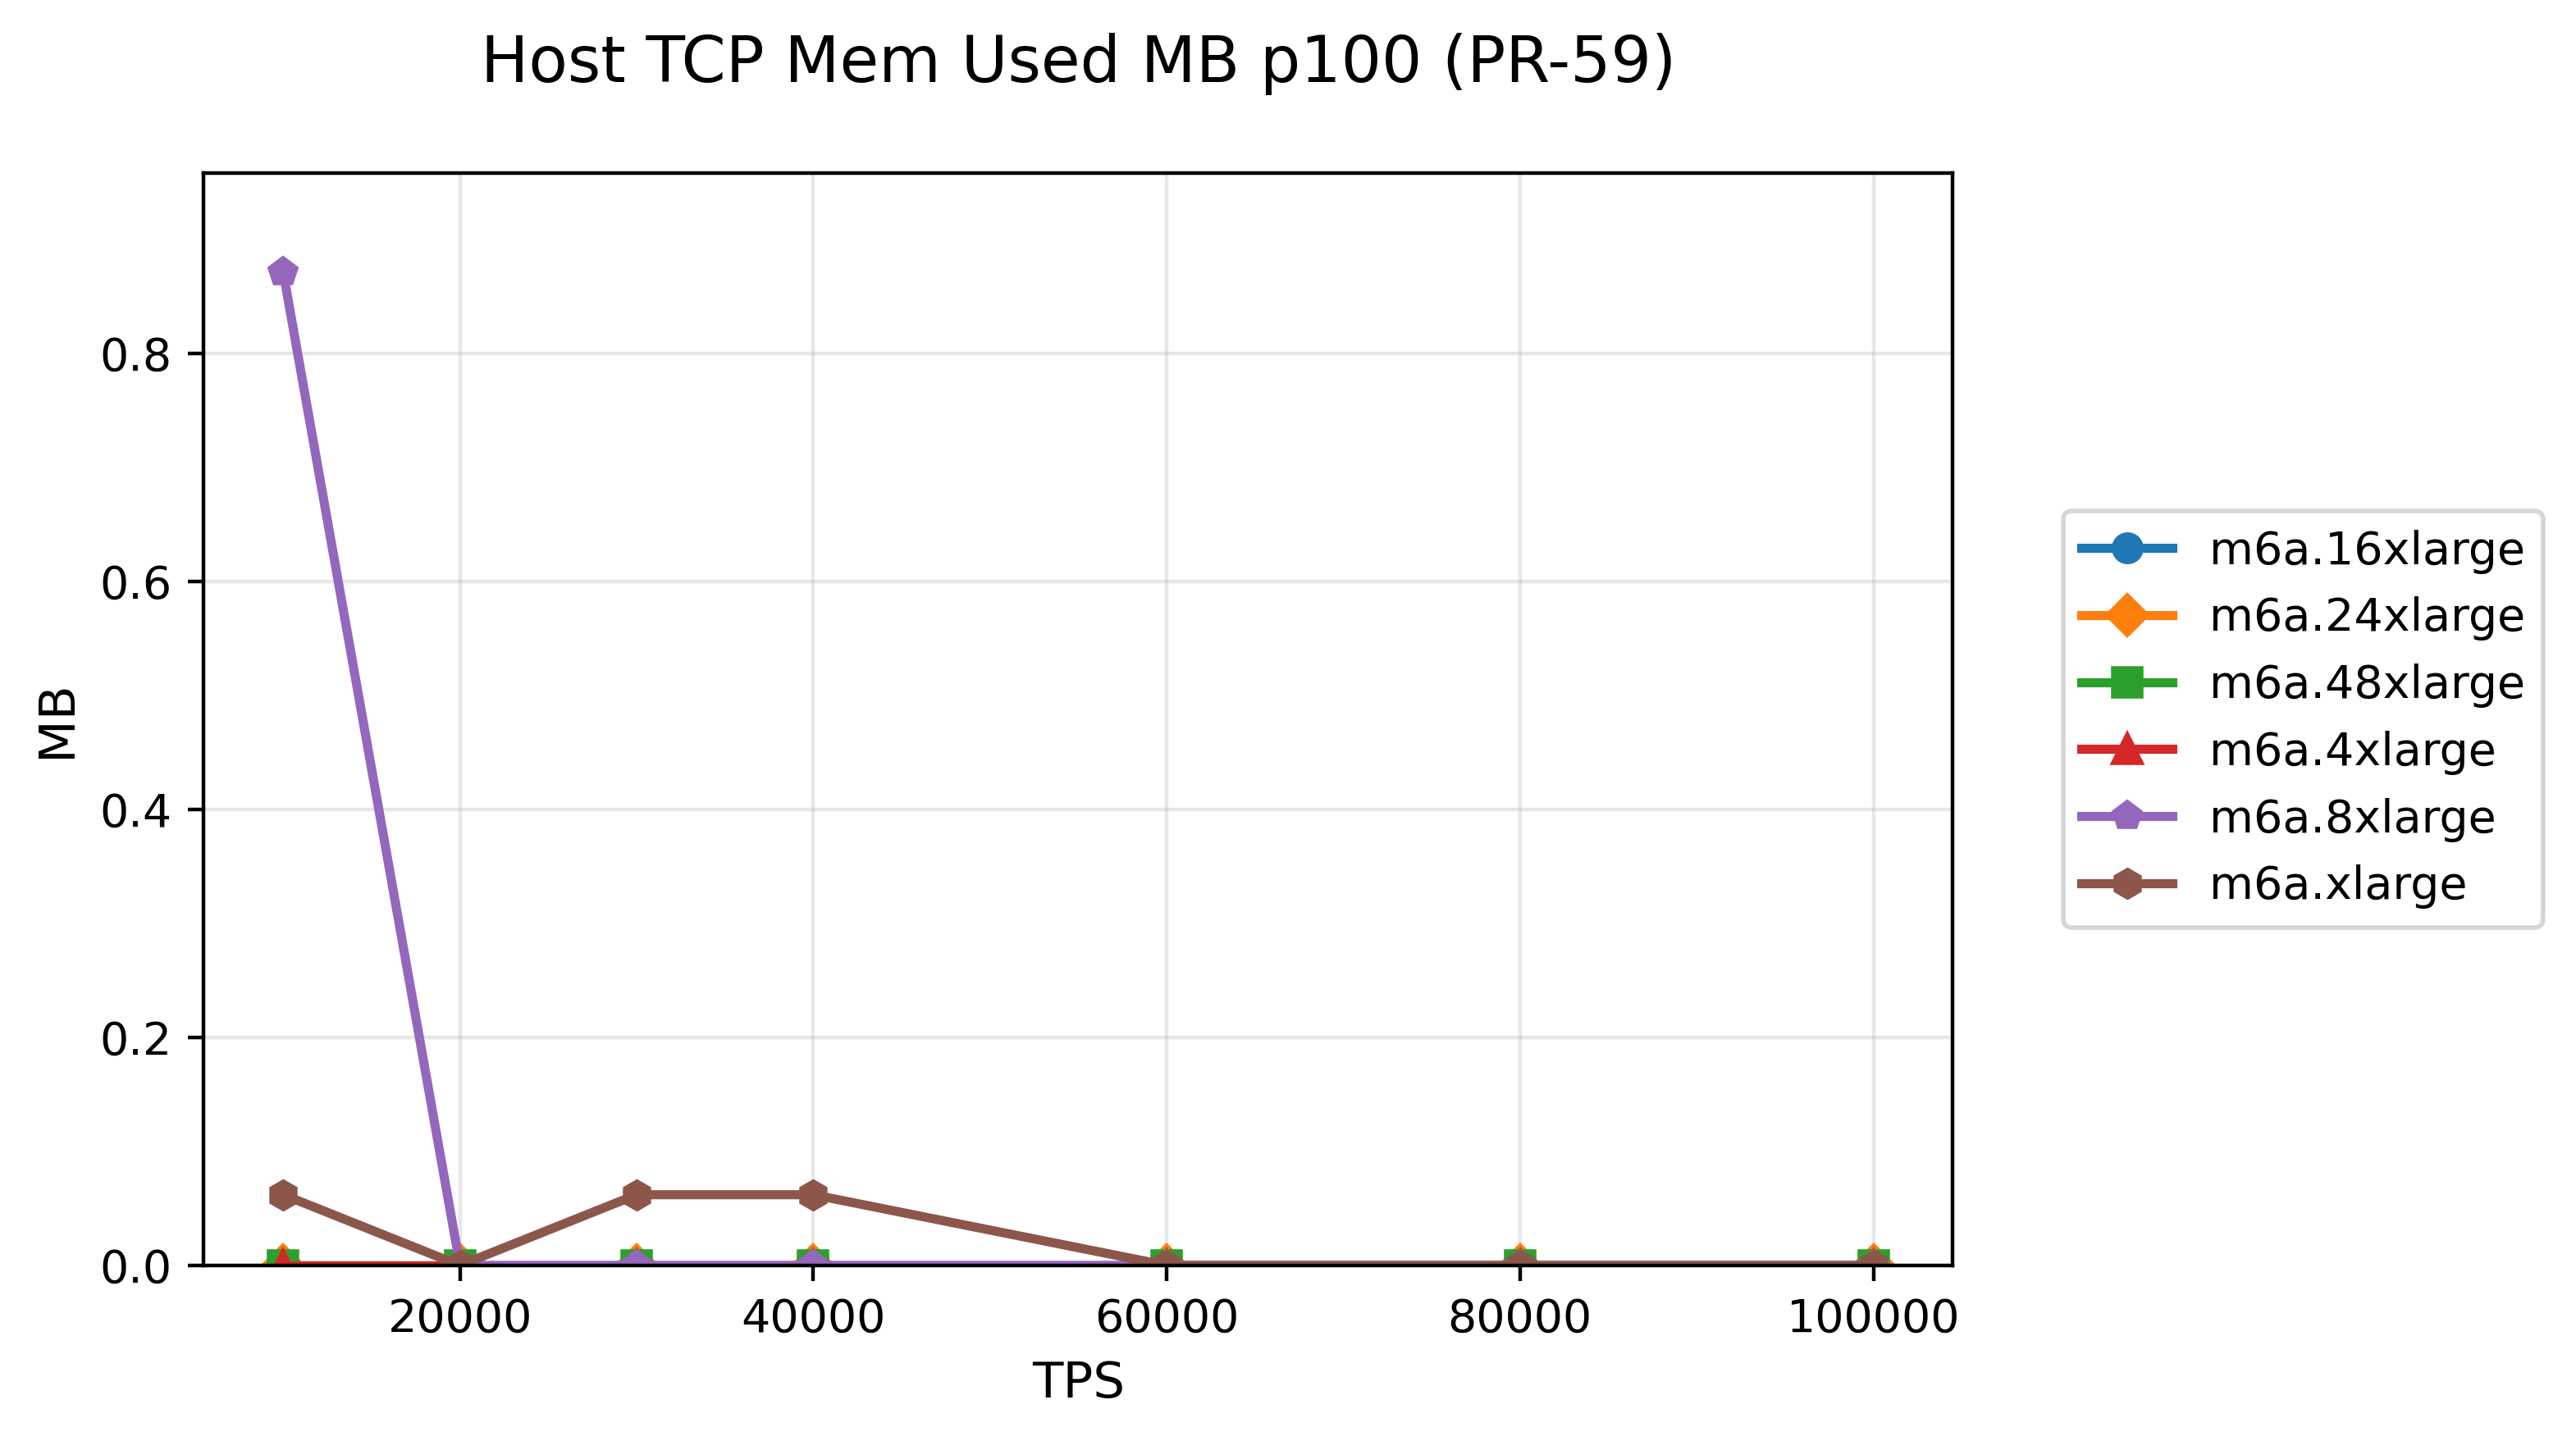 Host TCP Mem Used MB p100 (PR-59)
MB
0.8
0.6
0.4
0.2
0.0
20000 40000 60000 80000 100000
TPS
m6a.16xlarge
m6a.24xlarge
m6a.48xlarge
m6a.4xlarge
m6a.8xlarge
m6a.xlarge